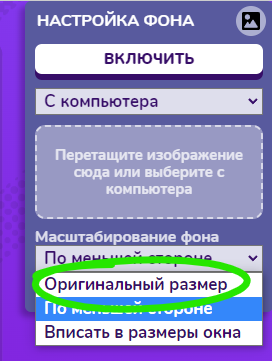 НАСТРОЙКА ФОНА
ВКЛЮЧИТЬ
С компьютера
Перетащите изображение
сюда или выберите с
компьютера
Масштабирование фона
По меньшей стороне
Оригинальный размер
По меньшей стороне
Вписать в размеры окна